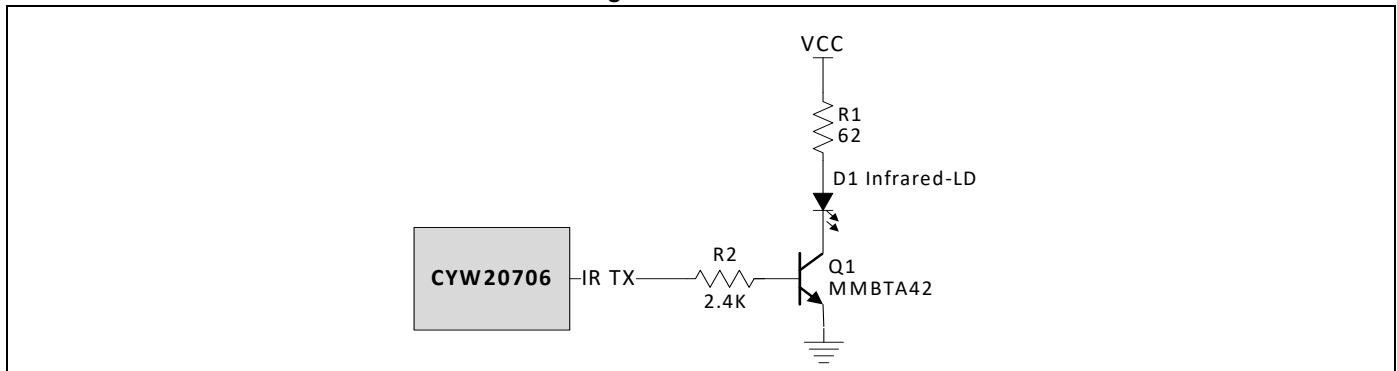 VCC
R1
62
D1 Infrared-LD
R2
CYW20706
IR TX
Q1
MMBTA42
2.4K